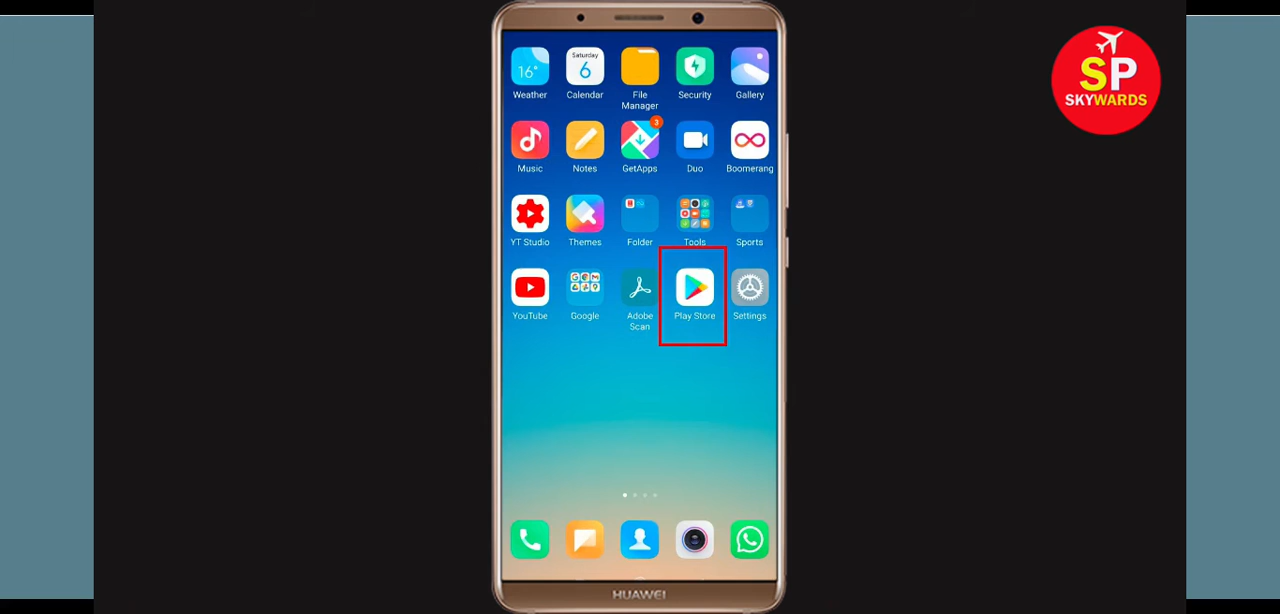 SP
SKYWARDS
16°
Saturday
6
Weather
Calendar
File
Manager
Security
Gallery
3
Music
Notes
GetApps
Duo
Boomerang
YT Studio
Themes
Folder
Tools
Sports
YouTube
Google
Adobe
Scan
Play Store
Settings
HUAWEI